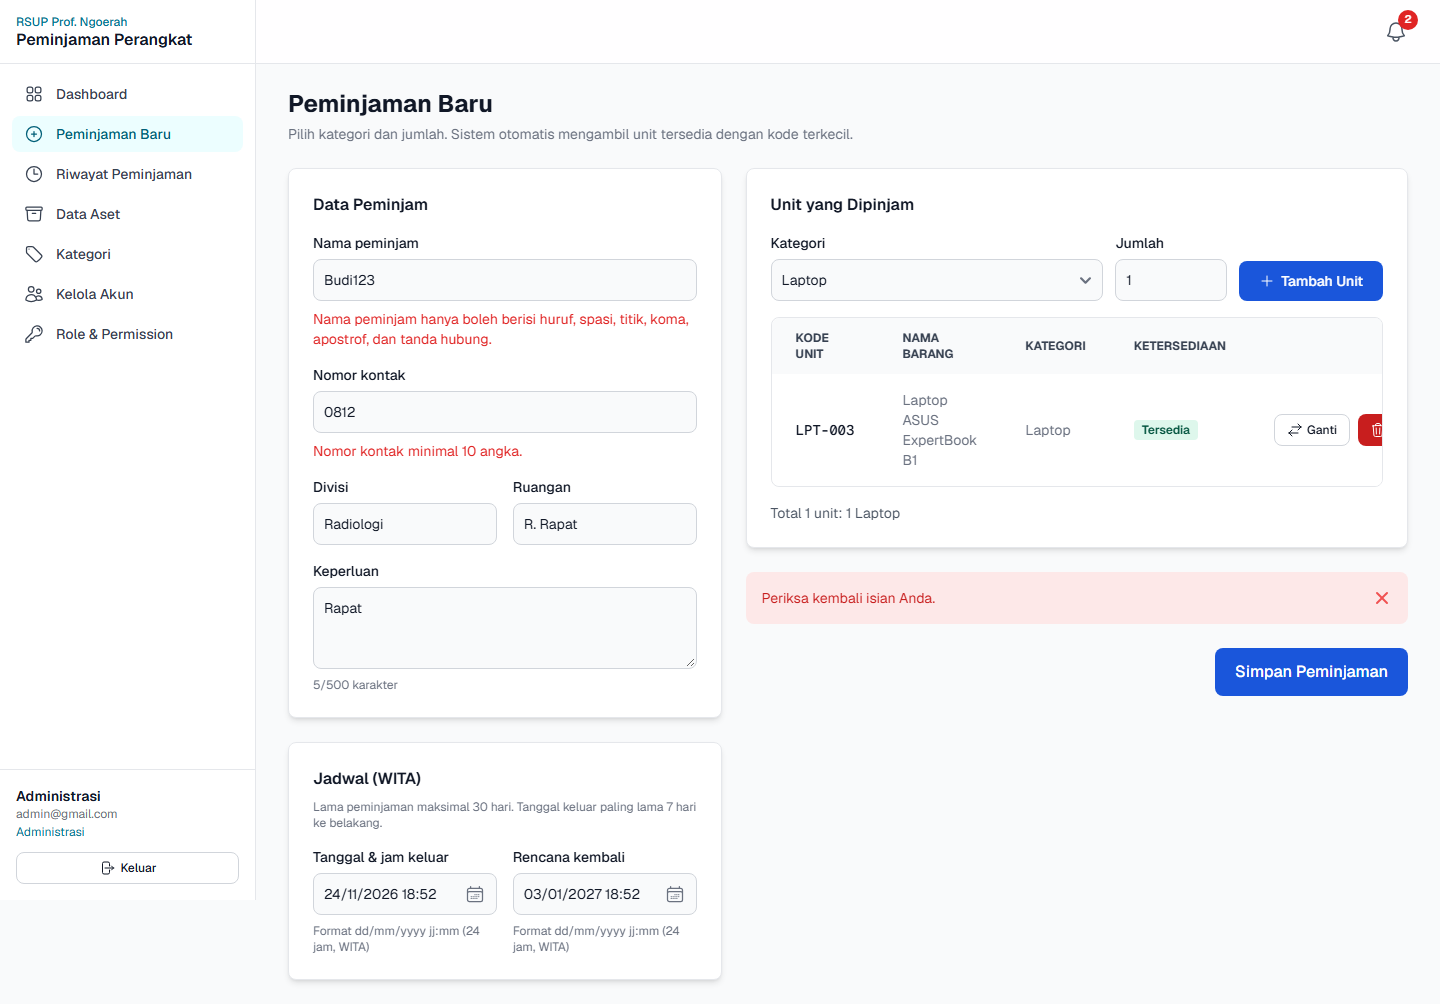 RSUP Prof. Ngoerah
Peminjaman Perangkat
2
Dashboard
Peminjaman Baru
Riwayat Peminjaman
Data Aset
Kategori
Kelola Akun
Role & Permission
Administrasi
admin@gmail.com
Administrasi
Keluar
Peminjaman Baru
Pilih kategori dan jumlah. Sistem otomatis mengambil unit tersedia dengan kode terkecil.
Data Peminjam
Nama peminjam
Budi123
Nama peminjam hanya boleh berisi huruf, spasi, titik, koma,
apostrof, dan tanda hubung.
Nomor kontak
0812
Nomor kontak minimal 10 angka.
Divisi
Ruangan
Radiologi
R. Rapat
Keperluan
Rapat
5/500 karakter
Jadwal (WITA)
Lama peminjaman maksimal 30 hari. Tanggal keluar paling lama 7 hari
ke belakang.
Tanggal & jam keluar
Rencana kembali
24/11/2026 18:52
03/01/2027 18:52
Format dd/mm/yyyy jj:mm (24
jam, WITA)
Format dd/mm/yyyy jj:mm (24
jam, WITA)
Unit yang Dipinjam
Kategori
Jumlah
Laptop
1
Tambah Unit
KODE
UNIT
NAMA
BARANG
KATEGORI
KETERSEDIAAN
LPT-003
Laptop
ASUS
ExpertBook
B1
Laptop
Tersedia
Ganti
Total 1 unit: 1 Laptop
Periksa kembali isian Anda.
Simpan Peminjaman